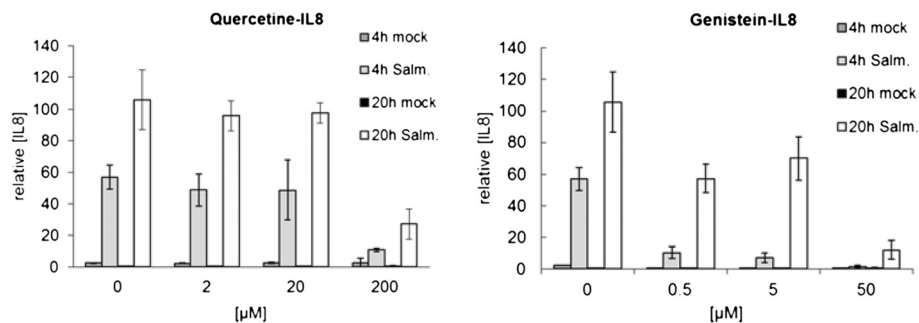 Quercetine-IL8
140
120
100
80
60
40
20
0
relative [IL8]
0 2 20 200
[µM]
4h mock
4h Salm.
20h mock
20h Salm.
Genistein-IL8
140
120
100
80
60
40
20
0
relative [IL8]
0 0.5 5 50
[µM]
4h mock
4h Salm.
20h mock
20h Salm.